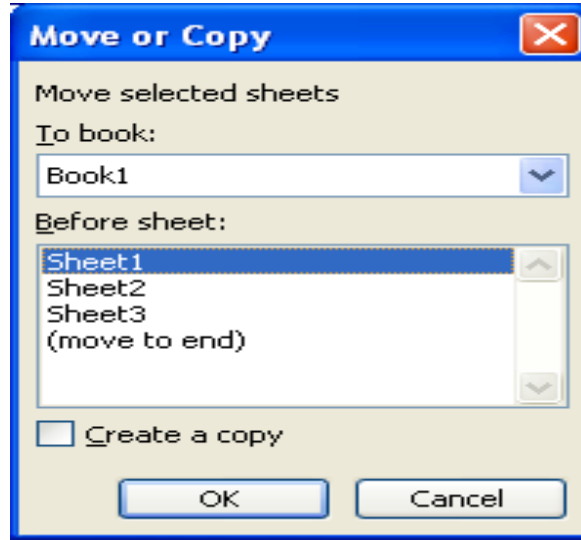 Move or Copy
Move selected sheets
To book:
Book1
Before sheet:
Sheet1
Sheet2
Sheet3
(move to end)
Create a copy
OK Cancel